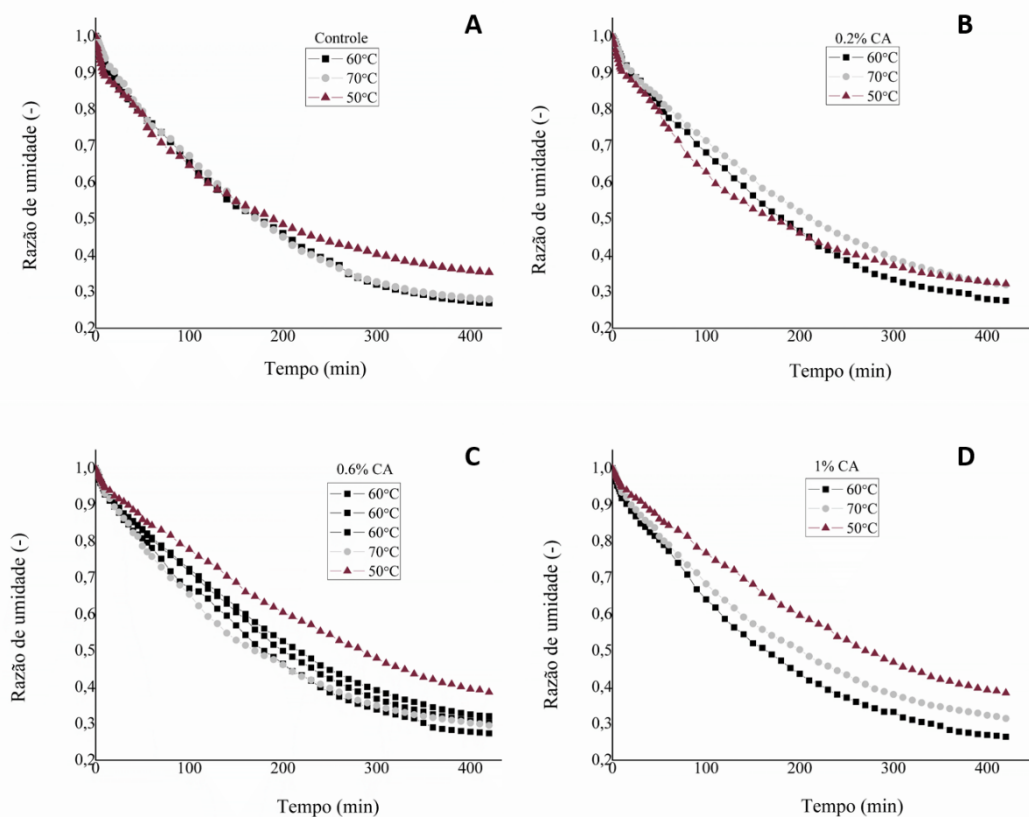 A
Controle
60°C
70°C
50°C
1,0
0,9
0,8
0,7
0,6
0,5
0,4
0,3
0,2
0
100
200
300
400
Razão de umidade (-)
Tempo (min)
B
0.2% CA
60°C
70°C
50°C
1,0
0,9
0,8
0,7
0,6
0,5
0,4
0,3
0,2
0
100
200
300
400
Razão de umidade (-)
Tempo (min)
C
0.6% CA
60°C
60°C
60°C
70°C
50°C
1,0
0,9
0,8
0,7
0,6
0,5
0,4
0,3
0,2
0
100
200
300
400
Razão de umidade (-)
Tempo (min)
D
1% CA
60°C
70°C
50°C
1,0
0,9
0,8
0,7
0,6
0,5
0,4
0,3
0,2
0
100
200
300
400
Razão de umidade (-)
Tempo (min)